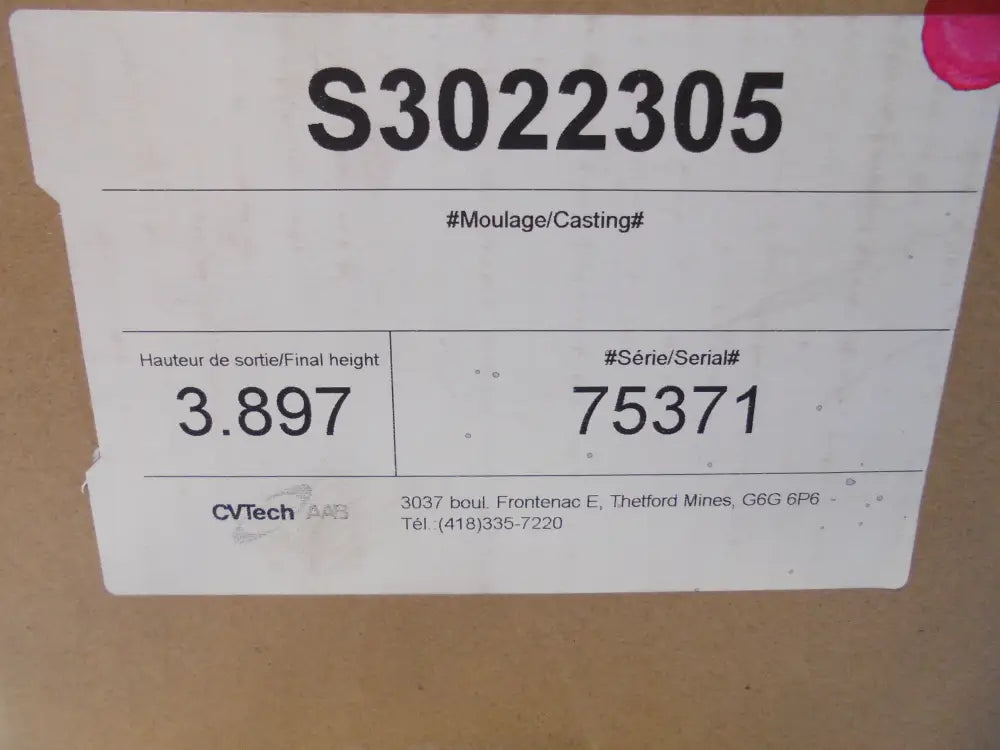 S3022305
#Moulage/Casting#
Hauteur de sortie/Final height
3.897
#Série/Serial#
75371
CVTech AAB
3037 boul. Frontenac E, Thetford Mines, G6G 6P6
Tél.:(418)335-7220